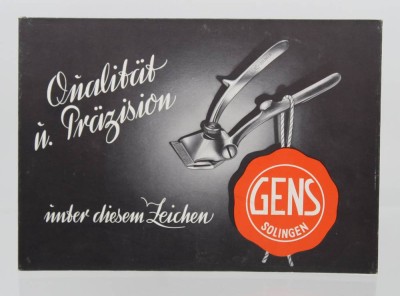 Qualität
u. Präzision
unter diesem Zeichen
GENS
SOLINGEN